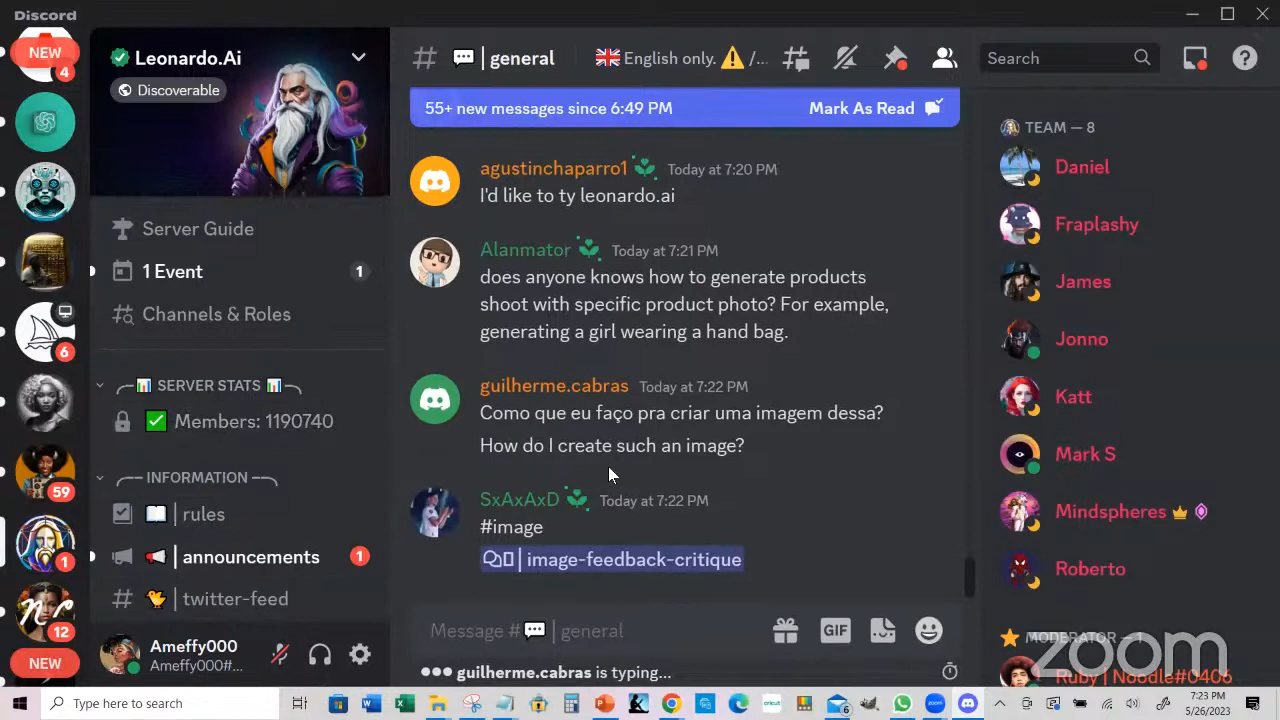 Discord
NEW
4
6
59
1
12
NEW
Leonardo.Ai
Discoverable
Server Guide
1 Event
1
Channels & Roles
SERVER STATS
Members: 1190740
INFORMATION
| rules
| announcements
1
| twitter-feed
Ameffy000
Ameffy000#...
# 💬 | general
🇬🇧 English only. ⚠️ /...
Search
55+ new messages since 6:49 PM
Mark As Read
agustinchaparro1 Today at 7:20 PM
I'd like to ty leonardo.ai
Alanmator Today at 7:21 PM
does anyone knows how to generate products
shoot with specific product photo? For example,
generating a girl wearing a hand bag.
guilherme.cabras Today at 7:22 PM
Como que eu faço pra criar uma imagem dessa?
How do I create such an image?
SxAxAxD Today at 7:22 PM
#image
| image-feedback-critique
Message # 💬 | general
GIF
guilherme.cabras is typing...
TEAM — 8
Daniel
Fraplashy
James
Jonno
Katt
Mark S
Mindspheres
Roberto
MODERATOR — 1
Ruby | Noodle#0406
zoom
Type here to search
7:23 PM
5/26/2023